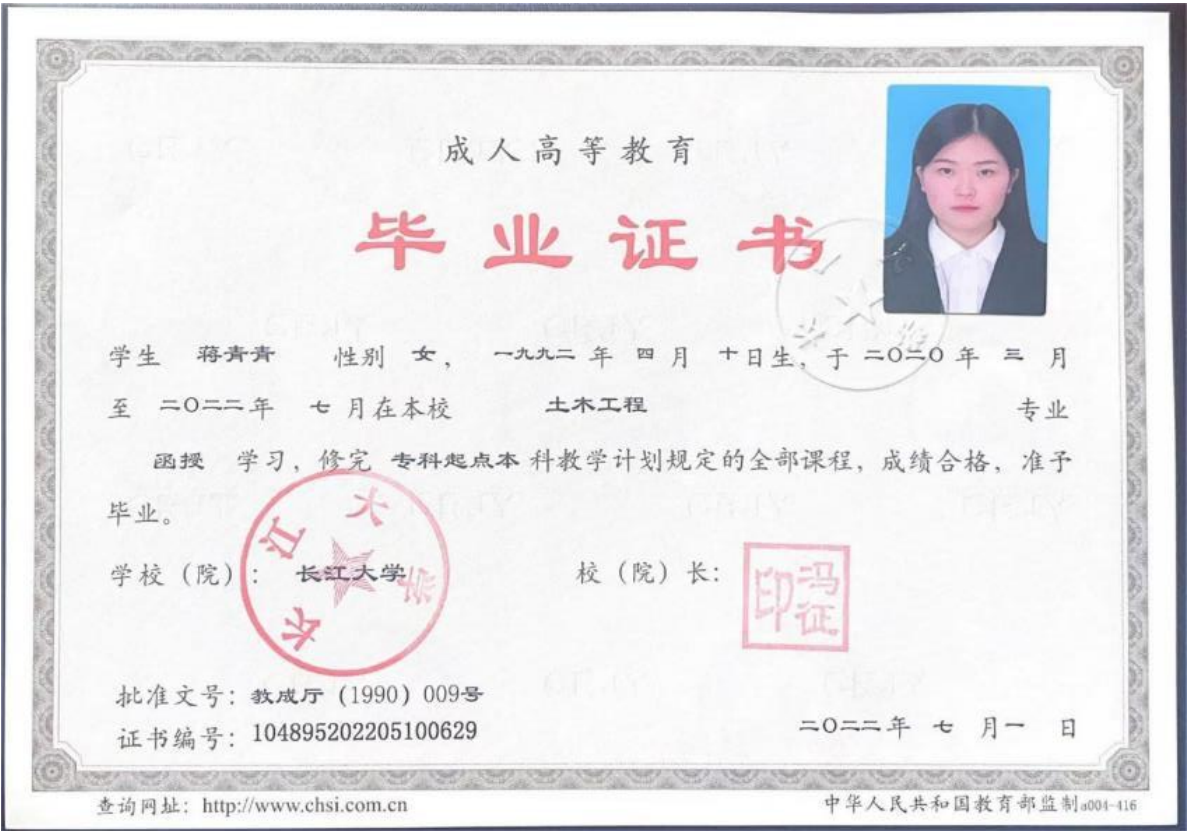 成人高等教育
毕业证书
学生 蒋青青 性别 女， 一九九二 年 四 月 十日生，于 二〇二〇 年 三 月
至 二〇二二年 七 月在本校 土木工程 专业
函授 学习，修完 专科起点本 科教学计划规定的全部课程，成绩合格，准予
毕业。
学校（院）： 长江大学 校（院）长：
长江大学
冯征
印
批准文号：教成厅 (1990) 009号
证书编号：104895202205100629
二〇二二年 七 月一 日
查询网址：http://www.chsi.com.cn
中华人民共和国教育部监制a004-416